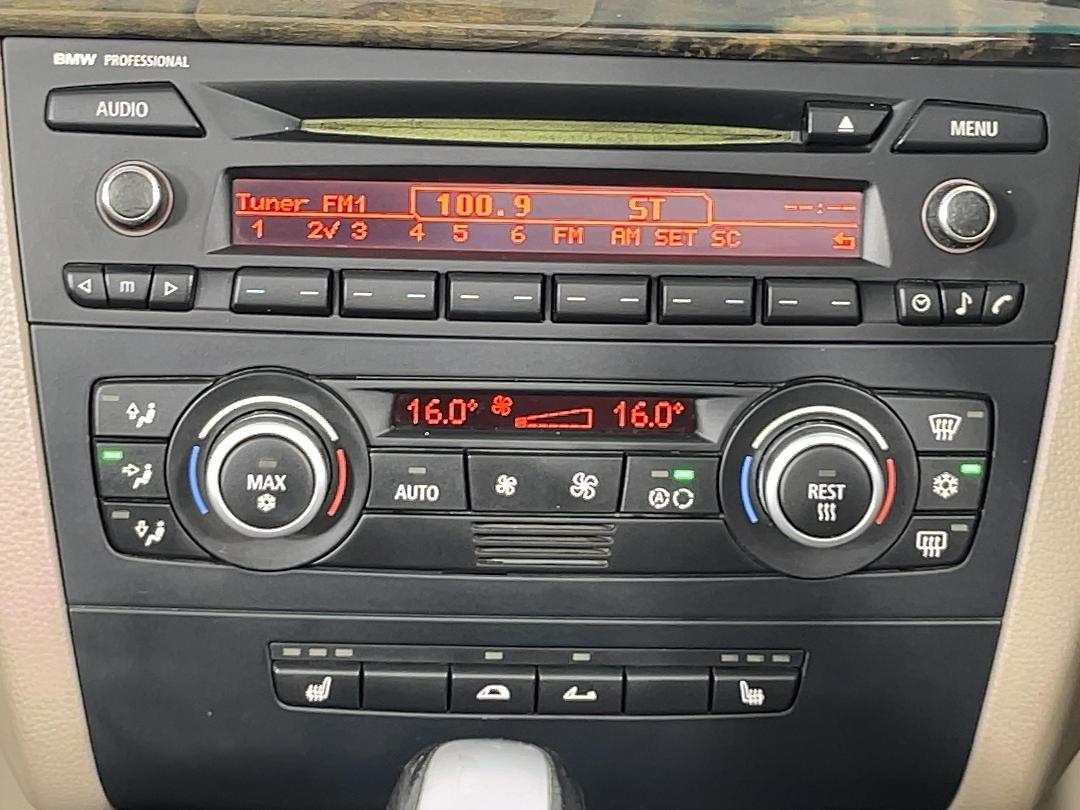 BMW PROFESSIONAL
AUDIO
MENU
Tuner FM1 100.9 ST --:--
1 2✓ 3 4 5 6 FM AM SET SC
m
16.0° 16.0°
MAX
AUTO
A
REST